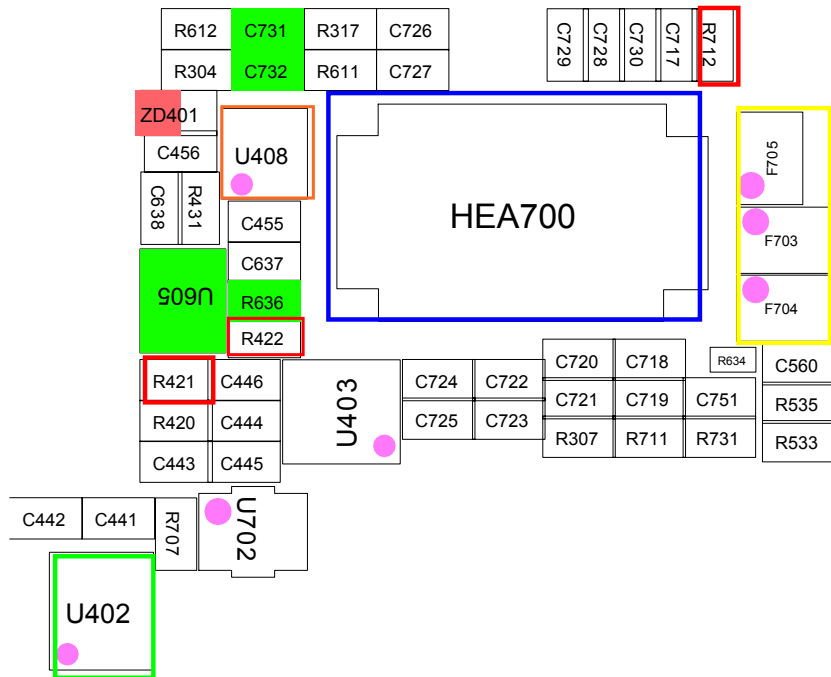 R612 C731 R317 C726
C729 C728 C730 C717 R712
R304 C732 R611 C727
ZD401
C456
U408
F705
C638 R431
C455
HEA700
F703
C637
U605
R636
F704
R422
R421 C446
U403
C724 C722
C720 C718
R634
C560
R420 C444
C725 C723
C721 C719 C751
R535
C443 C445
R307 R711 R731
R533
C442 C441
R707
U702
U402